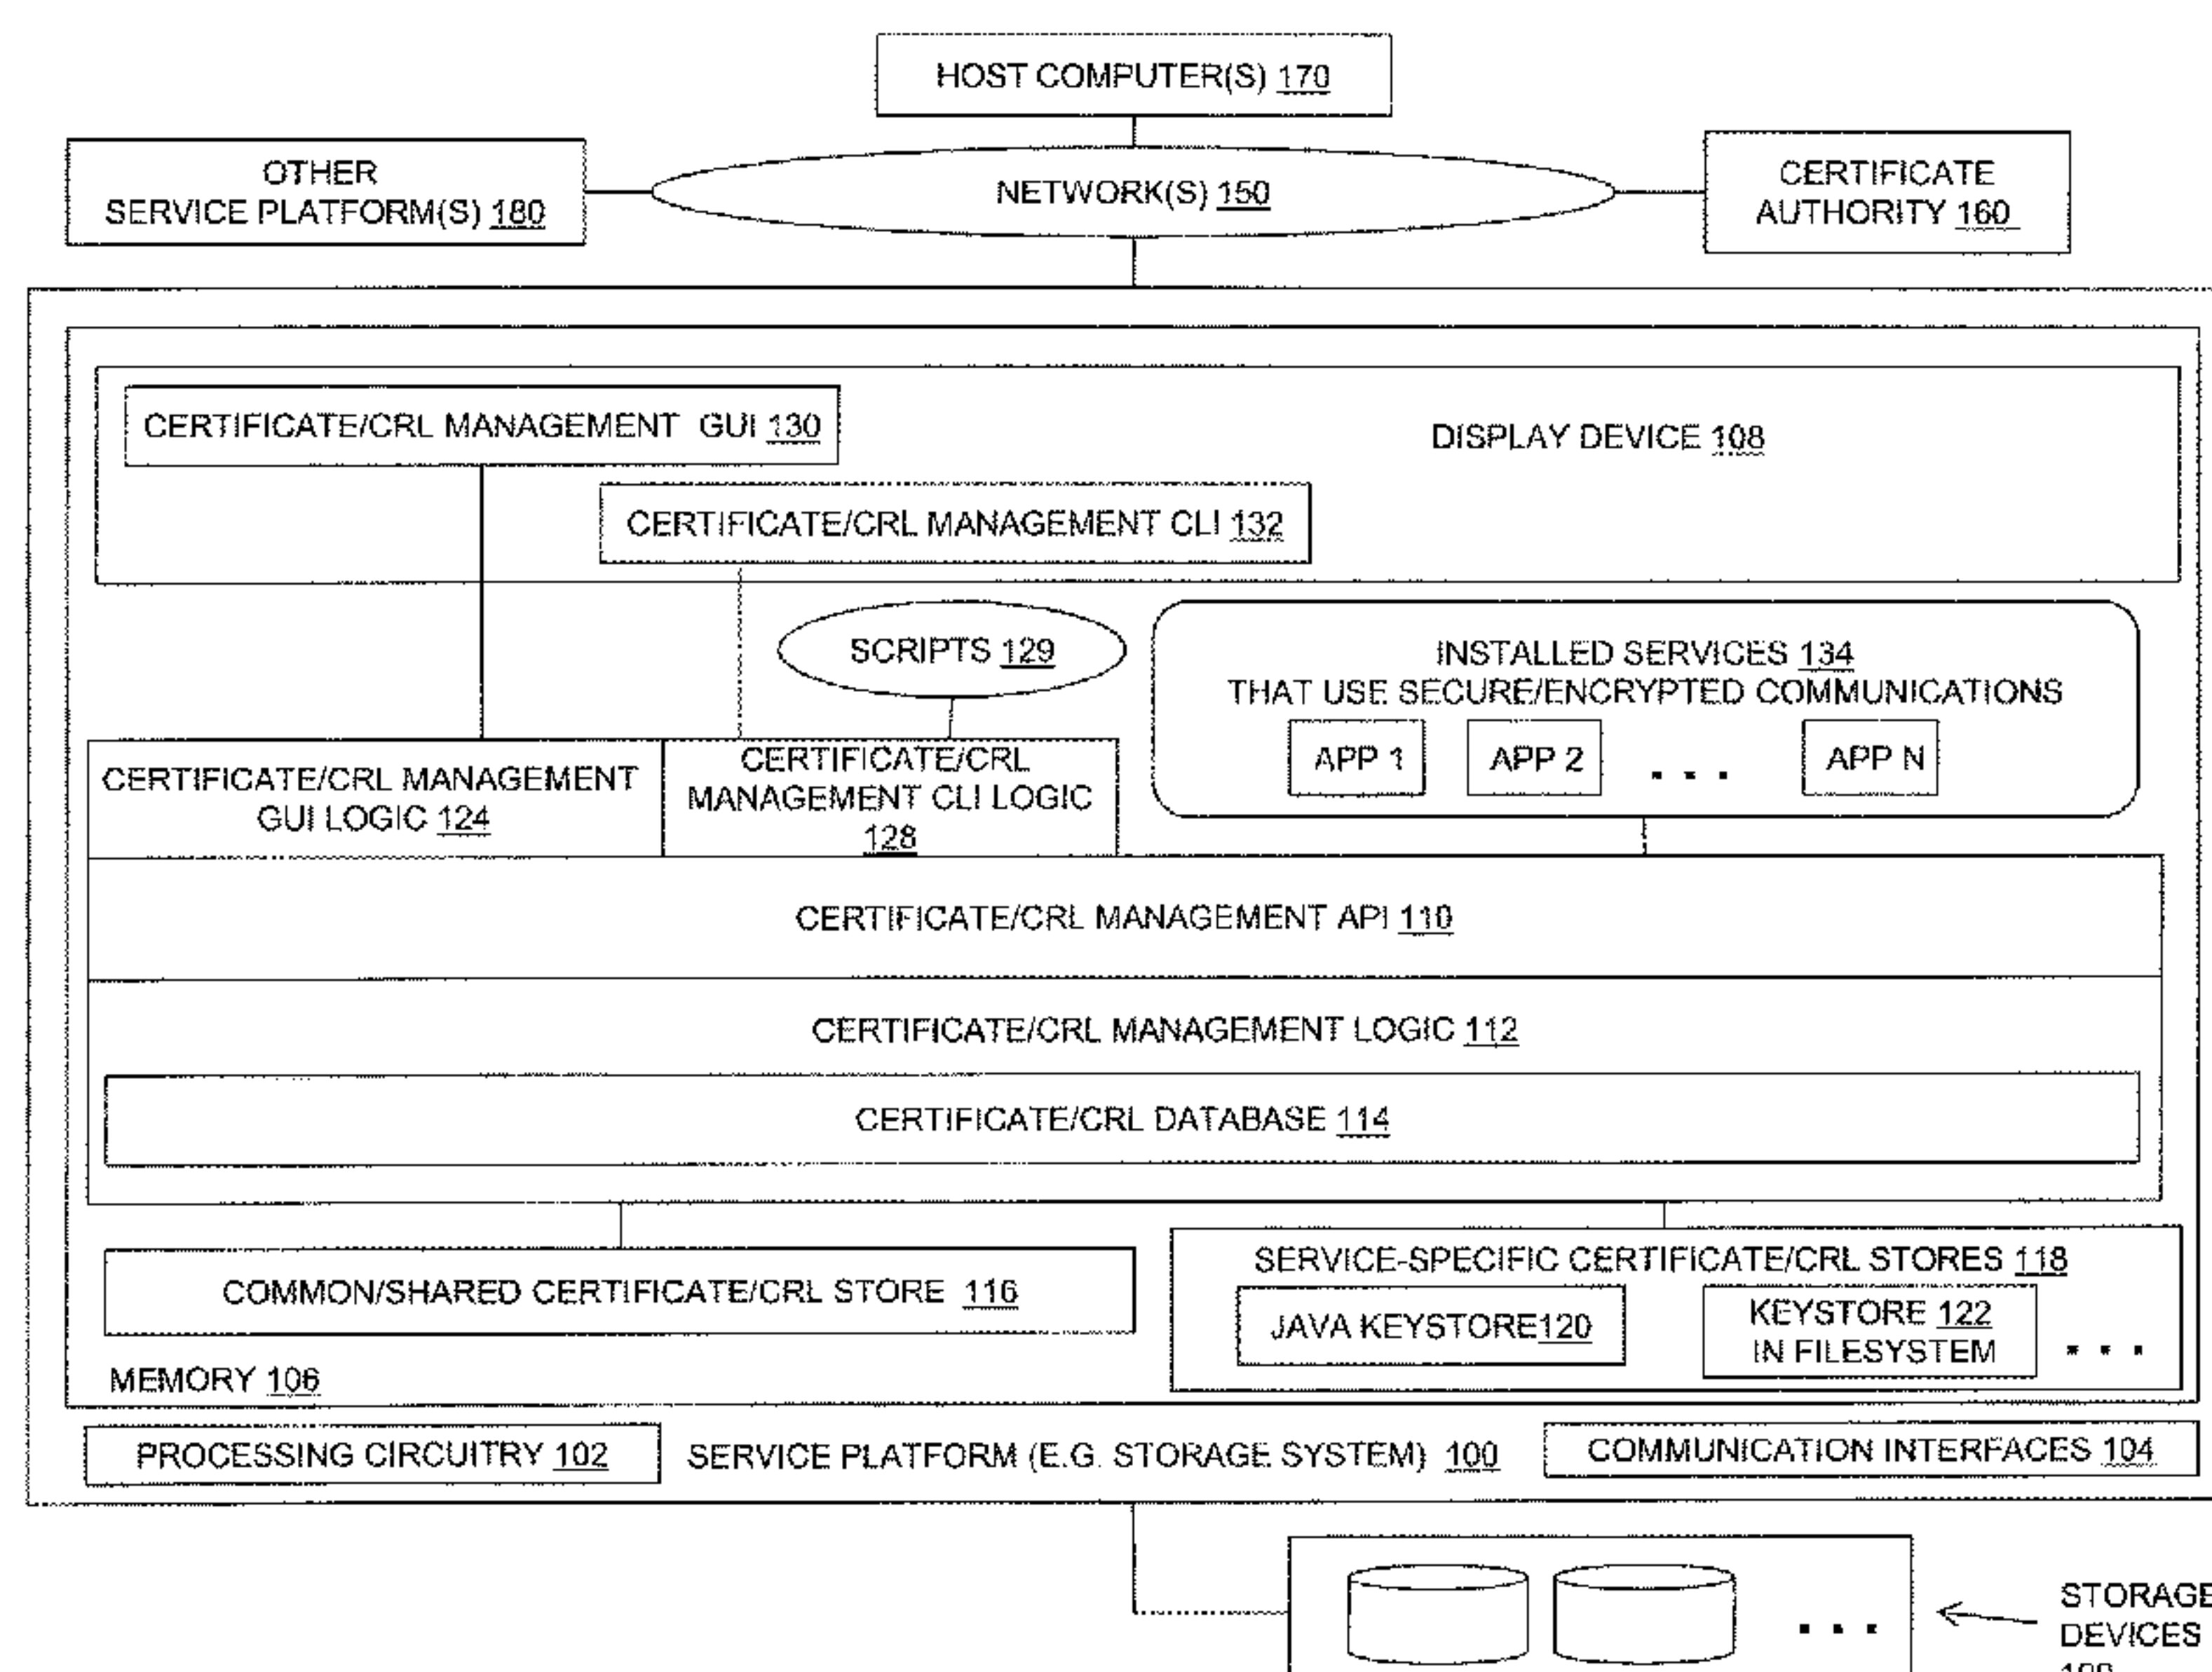 HOST COMPUTER(S) 170
OTHER
SERVICE PLATFORM(S) 180
NETWORK(S) 150
CERTIFICATE
AUTHORITY 160
CERTIFICATE/CRL MANAGEMENT GUI 130
DISPLAY DEVICE 108
CERTIFICATE/CRL MANAGEMENT CLI 132
SCRIPTS 129
INSTALLED SERVICES 134
THAT USE SECURE/ENCRYPTED COMMUNICATIONS
APP 1
APP 2
. . .
APP N
CERTIFICATE/CRL MANAGEMENT
GUI LOGIC 124
CERTIFICATE/CRL
MANAGEMENT CLI LOGIC
128
CERTIFICATE/CRL MANAGEMENT API 110
CERTIFICATE/CRL MANAGEMENT LOGIC 112
CERTIFICATE/CRL DATABASE 114
COMMON/SHARED CERTIFICATE/CRL STORE 116
SERVICE-SPECIFIC CERTIFICATE/CRL STORES 118
JAVA KEYSTORE120
KEYSTORE 122
IN FILESYSTEM
. . .
MEMORY 106
PROCESSING CIRCUITRY 102
SERVICE PLATFORM (E.G. STORAGE SYSTEM) 100
COMMUNICATION INTERFACES 104
. . .
STORAGE
DEVICES